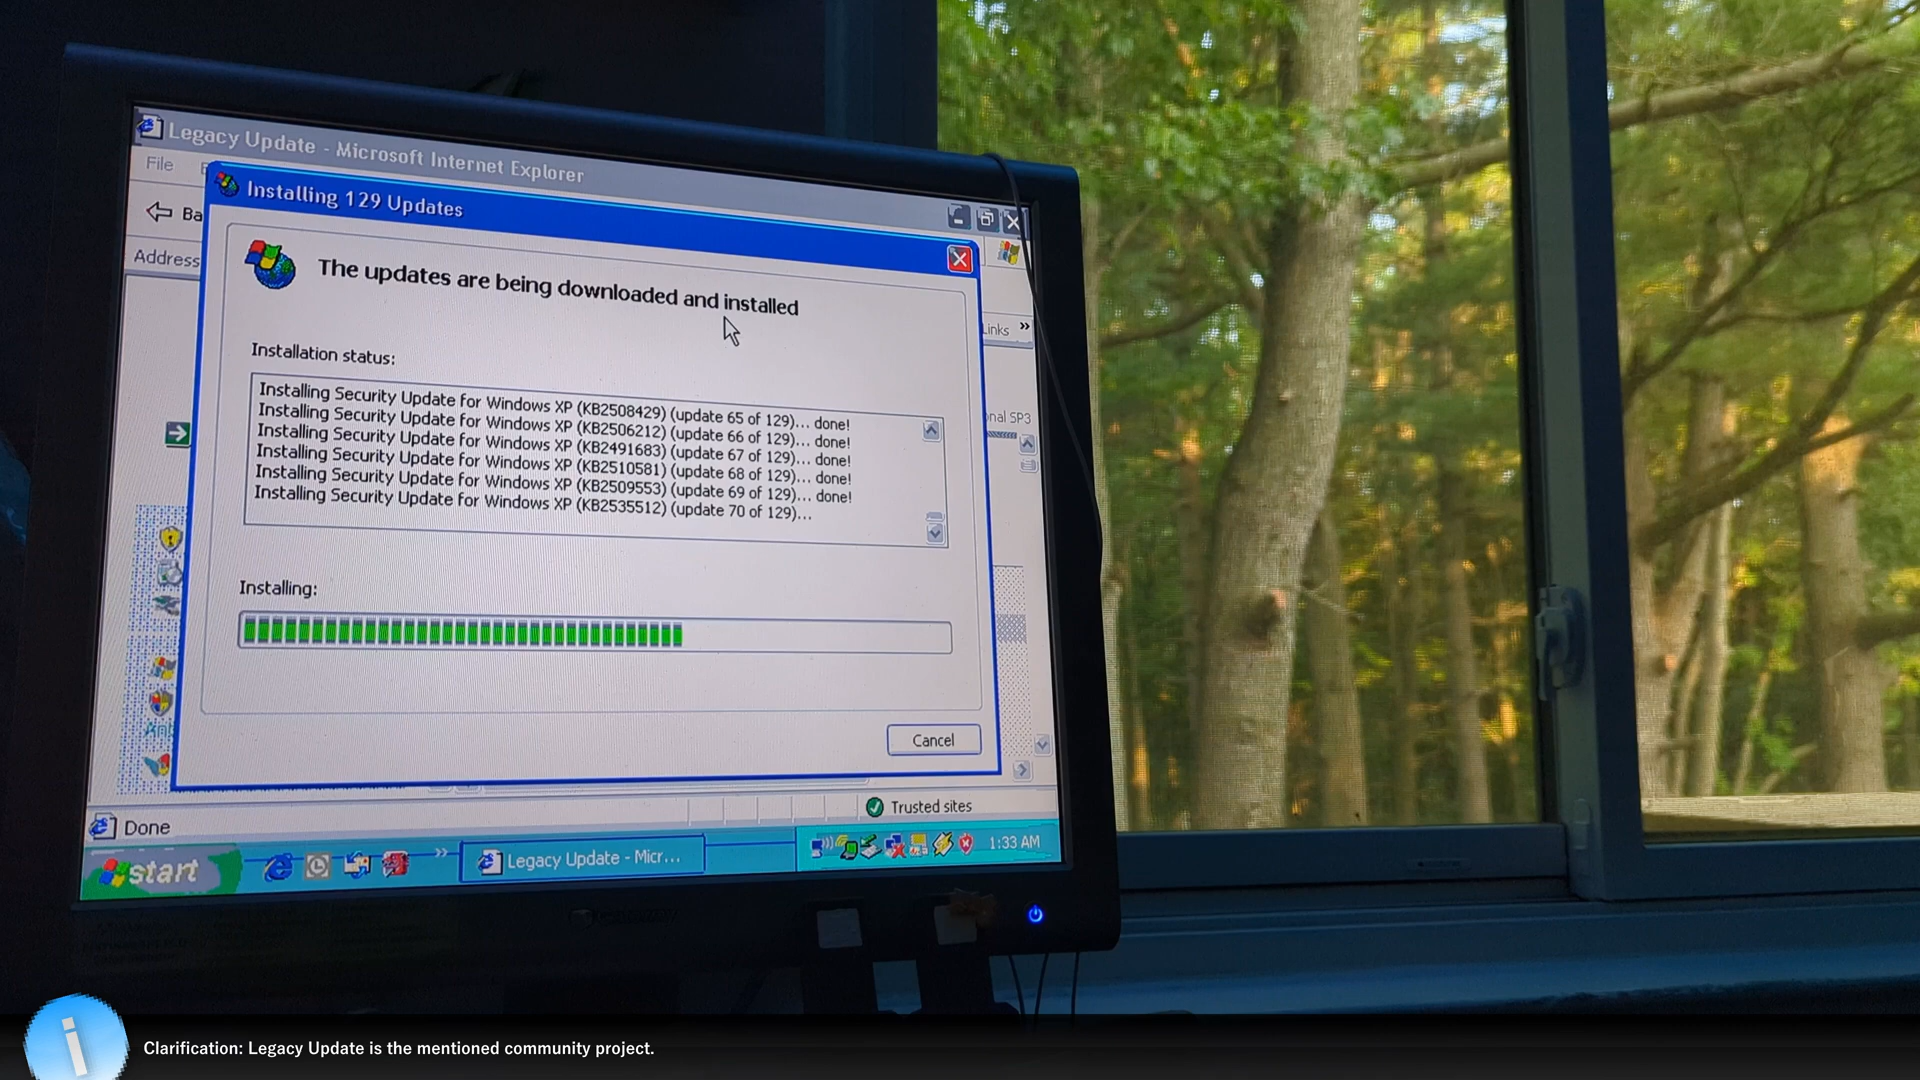 Legacy Update - Microsoft Internet Explorer
File
Installing 129 Updates
Ba
Address
The updates are being downloaded and installed
Links »
Installation status:
Installing Security Update for Windows XP (KB2508429) (update 65 of 129)... done!
Installing Security Update for Windows XP (KB2506212) (update 66 of 129)... done!
Installing Security Update for Windows XP (KB2491683) (update 67 of 129)... done!
Installing Security Update for Windows XP (KB2510581) (update 68 of 129)... done!
Installing Security Update for Windows XP (KB2509553) (update 69 of 129)... done!
Installing Security Update for Windows XP (KB2535512) (update 70 of 129)...
onal SP3
Installing:
Cancel
Done
Trusted sites
start
»
Legacy Update - Micr...
1:33 AM
Clarification: Legacy Update is the mentioned community project.